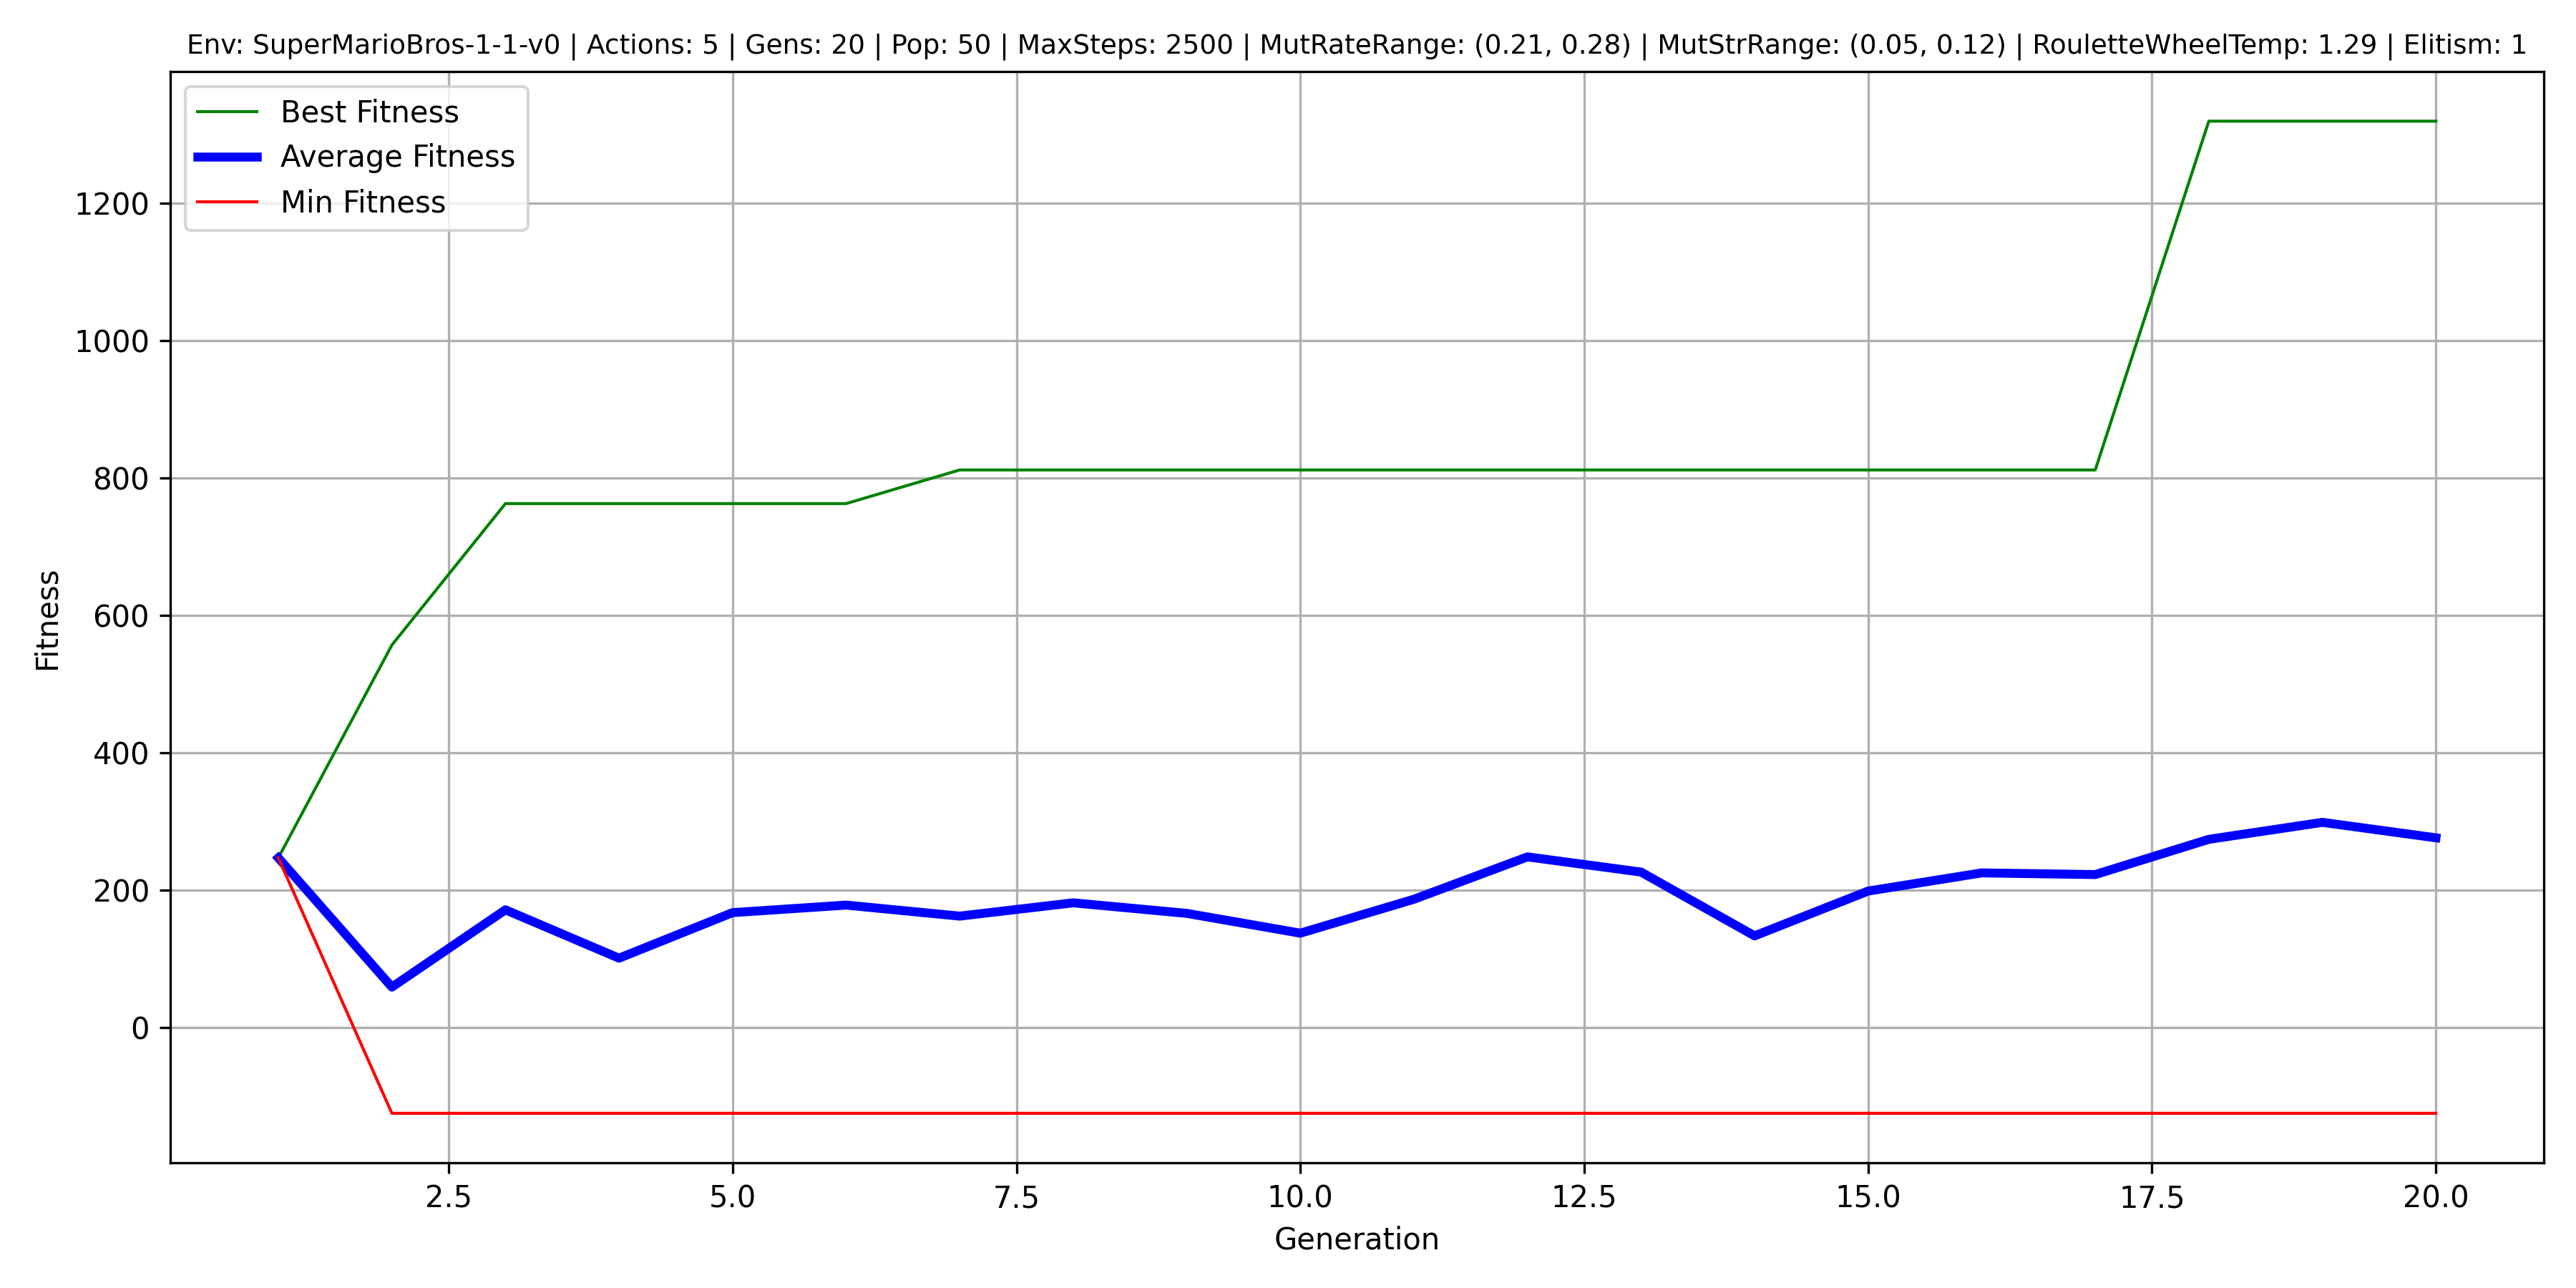 Env: SuperMarioBros-1-1-v0 | Actions: 5 | Gens: 20 | Pop: 50 | MaxSteps: 2500 | MutRateRange: (0.21, 0.28) | MutStrRange: (0.05, 0.12) | RouletteWheelTemp: 1.29 | Elitism: 1
Best Fitness
Average Fitness
Min Fitness
1200
1000
800
600
400
200
0
Fitness
2.5 5.0 7.5 10.0 12.5 15.0 17.5 20.0
Generation